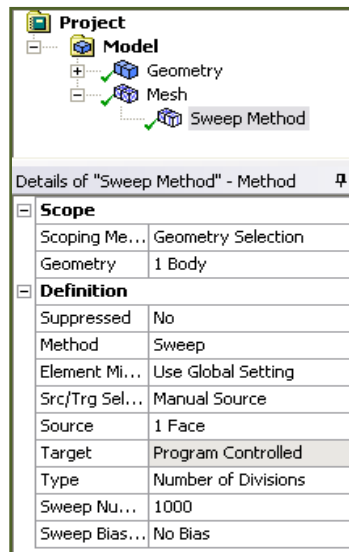 Project
Model
Geometry
Mesh
Sweep Method
Details of "Sweep Method" - Method
Scope
Scoping Me... Geometry Selection
Geometry 1 Body
Definition
Suppressed No
Method Sweep
Element Mi... Use Global Setting
Src/Trg Sel... Manual Source
Source 1 Face
Target Program Controlled
Type Number of Divisions
Sweep Nu... 1000
Sweep Bias... No Bias